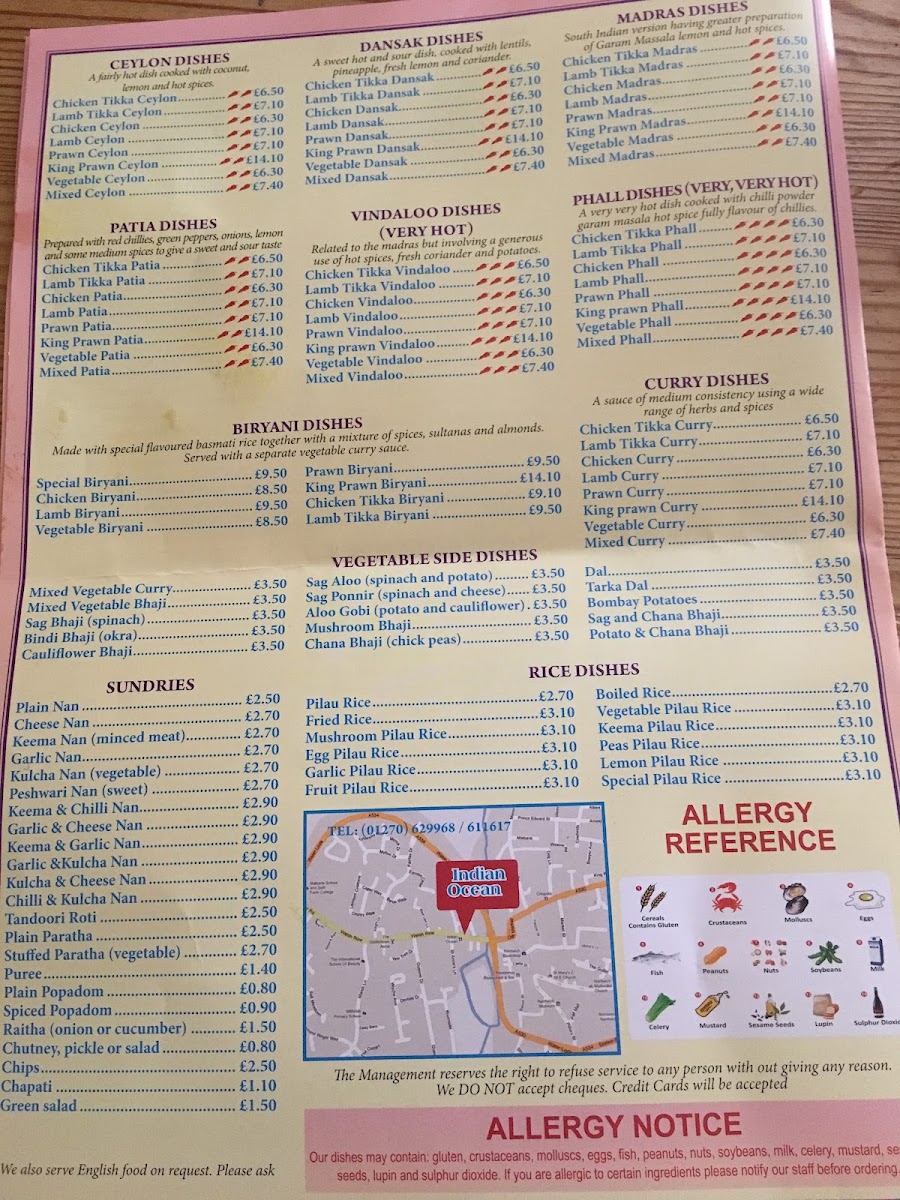 CEYLON DISHES
A fairly hot dish cooked with coconut,
lemon and hot spices.
Chicken Tikka Ceylon £6.50
Lamb Tikka Ceylon £7.10
Chicken Ceylon £6.30
Lamb Ceylon £7.10
Prawn Ceylon £7.10
King Prawn Ceylon £14.10
Vegetable Ceylon £6.30
Mixed Ceylon £7.40
DANSAK DISHES
A sweet hot and sour dish, cooked with lentils,
pineapple, fresh lemon and coriander.
Chicken Tikka Dansak £6.50
Lamb Tikka Dansak £7.10
Chicken Dansak £6.30
Lamb Dansak £7.10
Prawn Dansak £7.10
King Prawn Dansak £14.10
Vegetable Dansak £6.30
Mixed Dansak £7.40
MADRAS DISHES
South Indian version having greater preparation
of Garam Massala lemon and hot spices.
Chicken Tikka Madras £6.50
Lamb Tikka Madras £7.10
Chicken Madras £6.30
Lamb Madras £7.10
Prawn Madras £7.10
King Prawn Madras £14.10
Vegetable Madras £6.30
Mixed Madras £7.40
PATIA DISHES
Prepared with red chillies, green peppers, onions, lemon
and some medium spices to give a sweet and sour taste
Chicken Tikka Patia £6.50
Lamb Tikka Patia £7.10
Chicken Patia £6.30
Lamb Patia £7.10
Prawn Patia £7.10
King Prawn Patia £14.10
Vegetable Patia £6.30
Mixed Patia £7.40
VINDALOO DISHES
(VERY HOT)
Related to the madras but involving a generous
use of hot spices, fresh coriander and potatoes.
Chicken Tikka Vindaloo £6.50
Lamb Tikka Vindaloo £7.10
Chicken Vindaloo £6.30
Lamb Vindaloo £7.10
Prawn Vindaloo £7.10
King prawn Vindaloo £14.10
Vegetable Vindaloo £6.30
Mixed Vindaloo £7.40
PHALL DISHES (VERY, VERY HOT)
A very very hot dish cooked with chilli powder
garam masala hot spice fully flavour of chillies.
Chicken Tikka Phall £6.30
Lamb Tikka Phall £7.10
Chicken Phall £6.30
Lamb Phall £7.10
Prawn Phall £7.10
King prawn Phall £14.10
Vegetable Phall £6.30
Mixed Phall £7.40
BIRYANI DISHES
Made with special flavoured basmati rice together with a mixture of spices, sultanas and almonds.
Served with a separate vegetable curry sauce.
Special Biryani £9.50
Chicken Biryani £8.50
Lamb Biryani £9.50
Vegetable Biryani £8.50
Prawn Biryani £9.50
King Prawn Biryani £14.10
Chicken Tikka Biryani £9.10
Lamb Tikka Biryani £9.50
CURRY DISHES
A sauce of medium consistency using a wide
range of herbs and spices
Chicken Tikka Curry £6.50
Lamb Tikka Curry £7.10
Chicken Curry £6.30
Lamb Curry £7.10
Prawn Curry £7.10
King prawn Curry £14.10
Vegetable Curry £6.30
Mixed Curry £7.40
VEGETABLE SIDE DISHES
Mixed Vegetable Curry £3.50
Mixed Vegetable Bhaji £3.50
Sag Bhaji (spinach) £3.50
Bindi Bhaji (okra) £3.50
Cauliflower Bhaji £3.50
Sag Aloo (spinach and potato) £3.50
Sag Ponnir (spinach and cheese) £3.50
Aloo Gobi (potato and cauliflower) £3.50
Mushroom Bhaji £3.50
Chana Bhaji (chick peas) £3.50
Dal £3.50
Tarka Dal £3.50
Bombay Potatoes £3.50
Sag and Chana Bhaji £3.50
Potato & Chana Bhaji £3.50
SUNDRIES
Plain Nan £2.50
Cheese Nan £2.70
Keema Nan (minced meat) £2.70
Garlic Nan £2.70
Kulcha Nan (vegetable) £2.70
Peshwari Nan (sweet) £2.70
Keema & Chilli Nan £2.90
Garlic & Cheese Nan £2.90
Keema & Garlic Nan £2.90
Garlic &Kulcha Nan £2.90
Kulcha & Cheese Nan £2.90
Chilli & Kulcha Nan £2.90
Tandoori Roti £2.50
Plain Paratha £2.50
Stuffed Paratha (vegetable) £2.70
Puree £1.40
Plain Popadom £0.80
Spiced Popadom £0.90
Raitha (onion or cucumber) £1.50
Chutney, pickle or salad £0.80
Chips £2.50
Chapati £1.10
Green salad £1.50
We also serve English food on request. Please ask
RICE DISHES
Pilau Rice £2.70
Fried Rice £3.10
Mushroom Pilau Rice £3.10
Egg Pilau Rice £3.10
Garlic Pilau Rice £3.10
Fruit Pilau Rice £3.10
Boiled Rice £2.70
Vegetable Pilau Rice £3.10
Keema Pilau Rice £3.10
Peas Pilau Rice £3.10
Lemon Pilau Rice £3.10
Special Pilau Rice £3.10
TEL: (01270) 629968 / 611617
Indian
Ocean
ALLERGY
REFERENCE
Cereals
Contains Gluten
Crustaceans
Molluscs
Eggs
Fish
Peanuts
Nuts
Soybeans
Milk
Celery
Mustard
Sesame Seeds
Lupin
Sulphur Dioxid
The Management reserves the right to refuse service to any person with out giving any reason.
We DO NOT accept cheques. Credit Cards will be accepted
ALLERGY NOTICE
Our dishes may contain: gluten, crustaceans, molluscs, eggs, fish, peanuts, nuts, soybeans, milk, celery, mustard, se
seeds, lupin and sulphur dioxide. If you are allergic to certain ingredients please notify our staff before ordering.